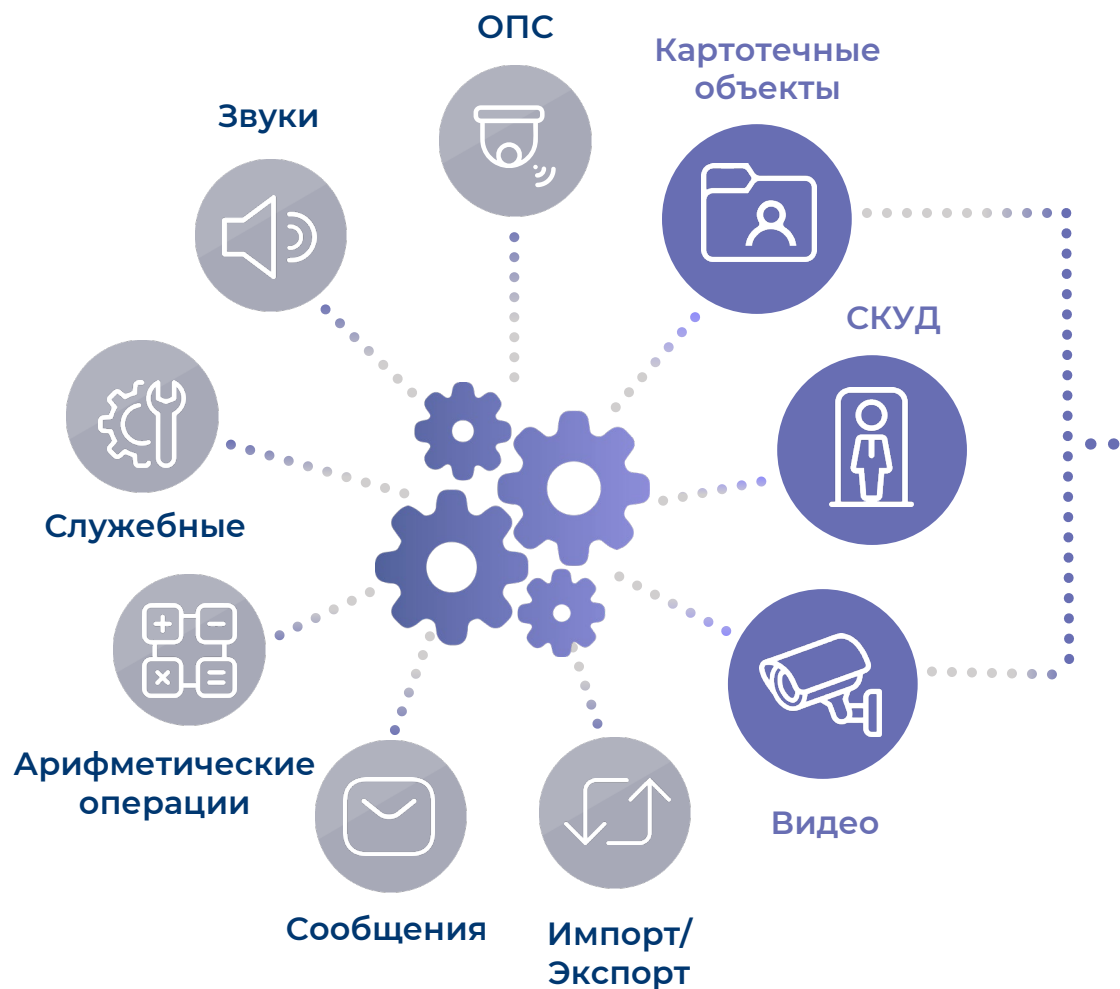 ОПС
Картотечные
объекты
Звуки
СКУД
Служебные
Арифметические
операции
Видео
Сообщения
Импорт/
Экспорт